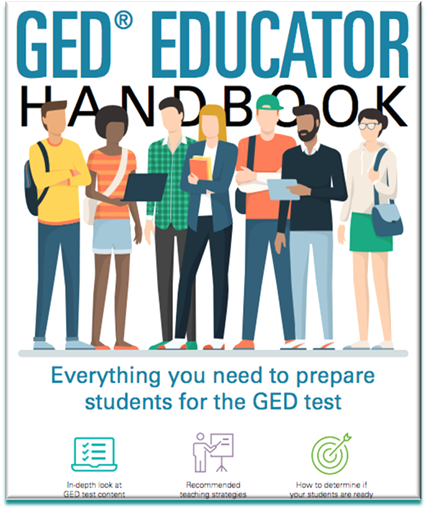 GED® EDUCATOR
HANDBOOK
Everything you need to prepare
students for the GED test
In-depth look at
GED test content
Recommended
teaching strategies
How to determine if
your students are ready